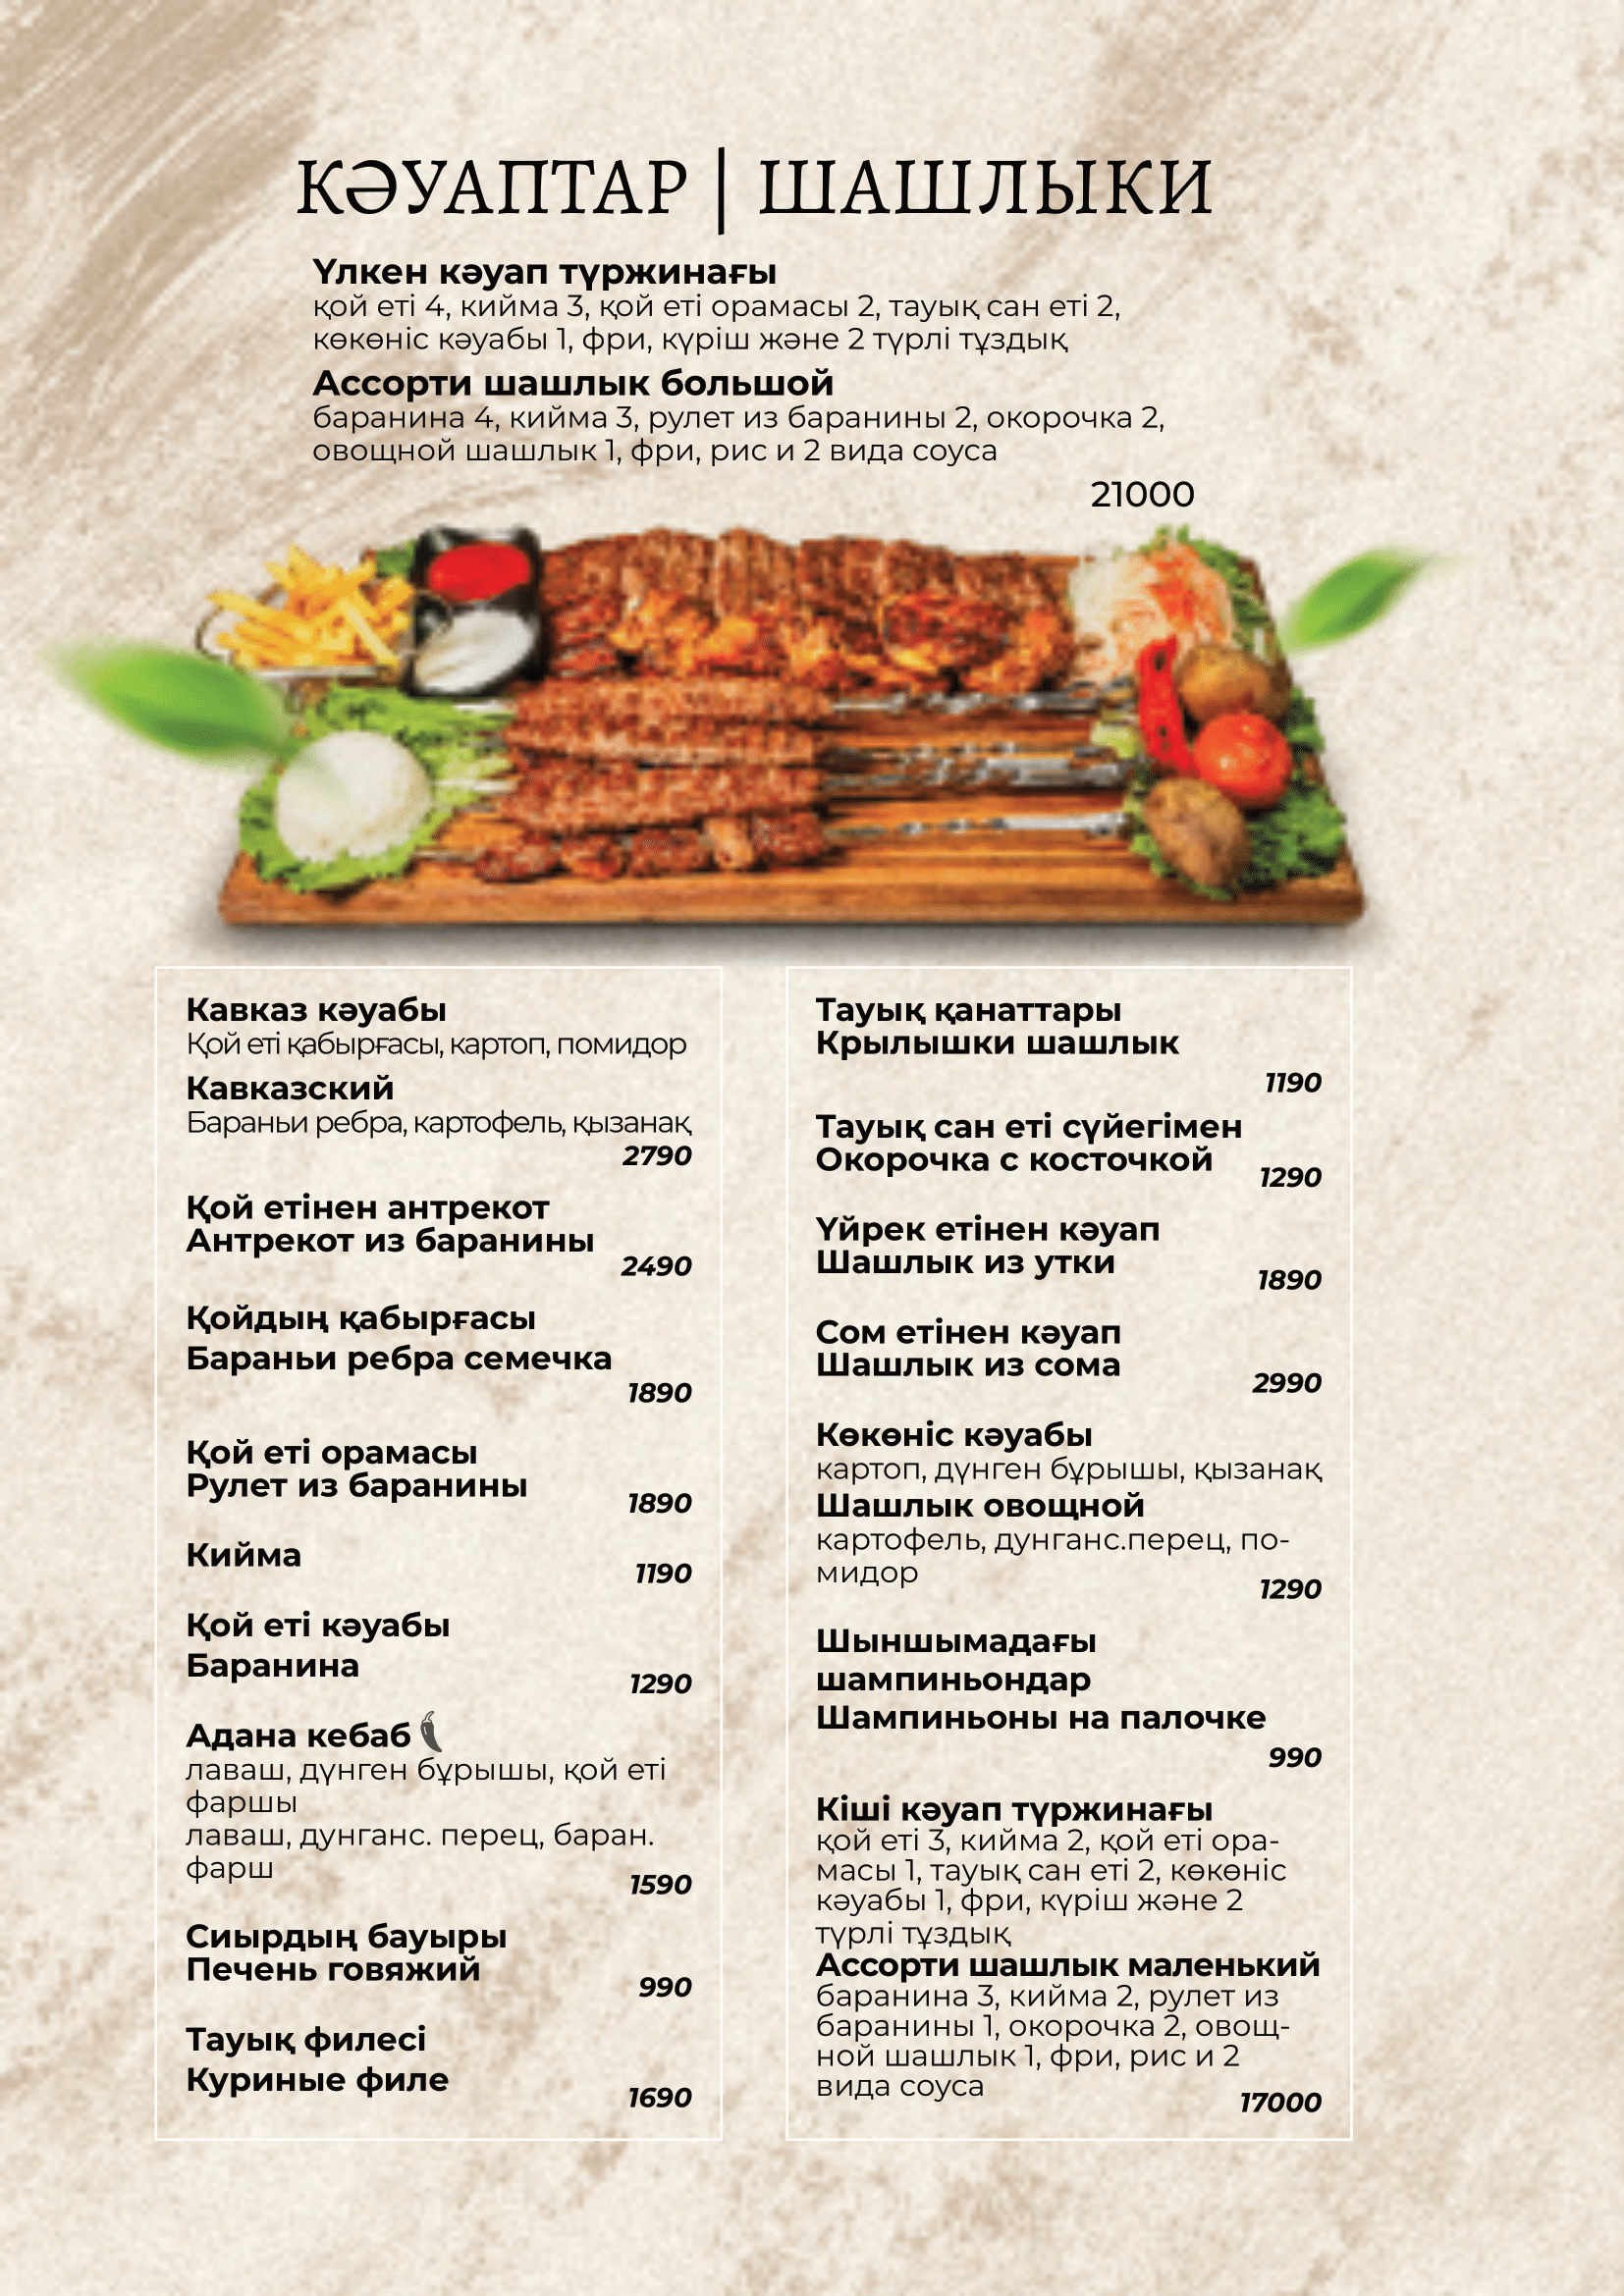 КӘУАПТАР | ШАШЛЫКИ
Үлкен кәуап түржинағы
қой еті 4, кийма 3, қой еті орамасы 2, тауық сан еті 2,
көкөніс кәуабы 1, фри, күріш және 2 түрлі тұздық
Ассорти шашлык большой
баранина 4, кийма 3, рулет из баранины 2, окорочка 2,
овощной шашлык 1, фри, рис и 2 вида соуса
21000
Кавказ кәуабы
Қой еті қабырғасы, картоп, помидор
Кавказский
Бараньи ребра, картофель, қызанақ
2790
Қой етінен антрекот
Антрекот из баранины
2490
Қойдың қабырғасы
Бараньи ребра семечка
1890
Қой еті орамасы
Рулет из баранины
1890
Кийма
1190
Қой еті кәуабы
Баранина
1290
Адана кебаб
лаваш, дүнген бұрышы, қой еті
фаршы
лаваш, дунганс. перец, баран.
фарш
1590
Сиырдың бауыры
Печень говяжий
990
Тауық филесі
Куриные филе
1690
Тауық қанаттары
Крылышки шашлык
1190
Тауық сан еті сүйегімен
Окорочка с косточкой
1290
Үйрек етінен кәуап
Шашлык из утки
1890
Сом етінен кәуап
Шашлык из сома
2990
Көкөніс кәуабы
картоп, дүнген бұрышы, қызанақ
Шашлык овощной
картофель, дунганс.перец, по-
мидор
1290
Шыншымадағы
шампиньондар
Шампиньоны на палочке
990
Кіші кәуап түржинағы
қой еті 3, кийма 2, қой еті ора-
масы 1, тауық сан еті 2, көкөніс
кәуабы 1, фри, күріш және 2
түрлі тұздық
Ассорти шашлык маленький
баранина 3, кийма 2, рулет из
баранины 1, окорочка 2, овощ-
ной шашлык 1, фри, рис и 2
вида соуса
17000